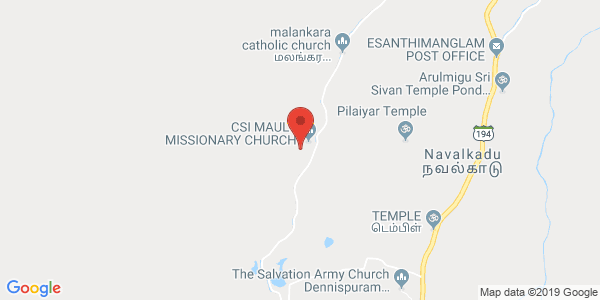 malankara
catholic church
மலங்கர ...
ESANTHIMANGLAM
POST OFFICE
Arulmigu Sri
Sivan Temple Pond...
Pilaiyar Temple
CSI MAUL
MISSIONARY CHURCH
194
Navalkadu
நவல்காடு
TEMPLE
டெம்பிள்
The Salvation Army Church
Dennispuram...
Google
Map data ©2019 Google